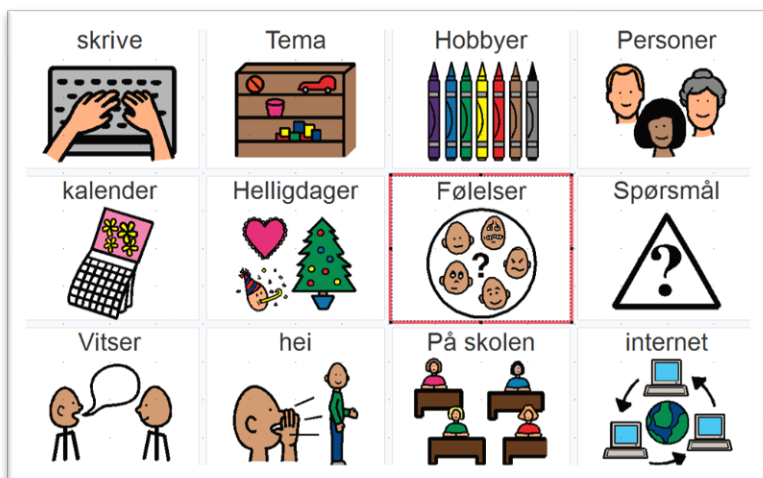 skrive
Tema
Hobbyer
Personer
kalender
Helligdager
Følelser
Spørsmål
?
?
Vitser
hei
På skolen
internet